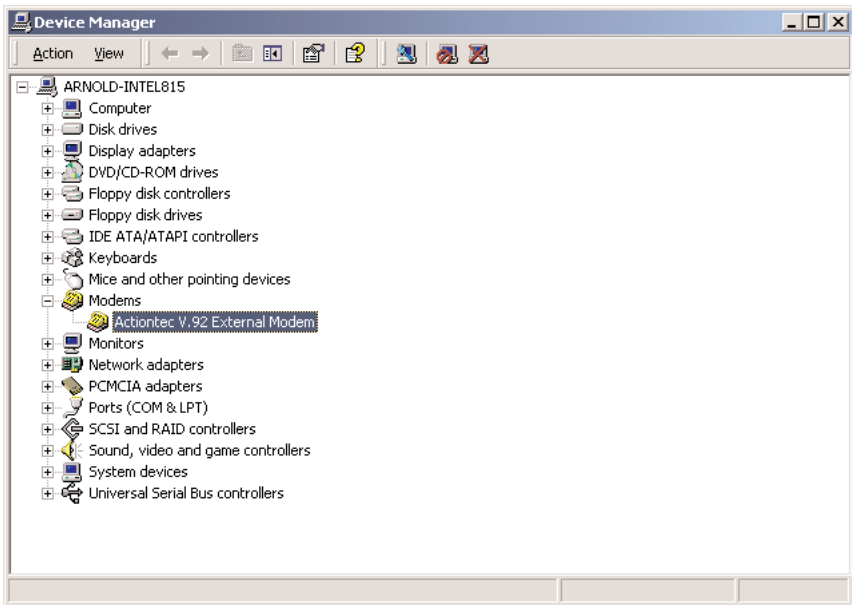 Device Manager
Action View
ARNOLD-INTEL815
Computer
Disk drives
Display adapters
DVD/CD-ROM drives
Floppy disk controllers
Floppy disk drives
IDE ATA/ATAPI controllers
Keyboards
Mice and other pointing devices
Modems
Actiontec V.92 External Modem
Monitors
Network adapters
PCMCIA adapters
Ports (COM & LPT)
SCSI and RAID controllers
Sound, video and game controllers
System devices
Universal Serial Bus controllers